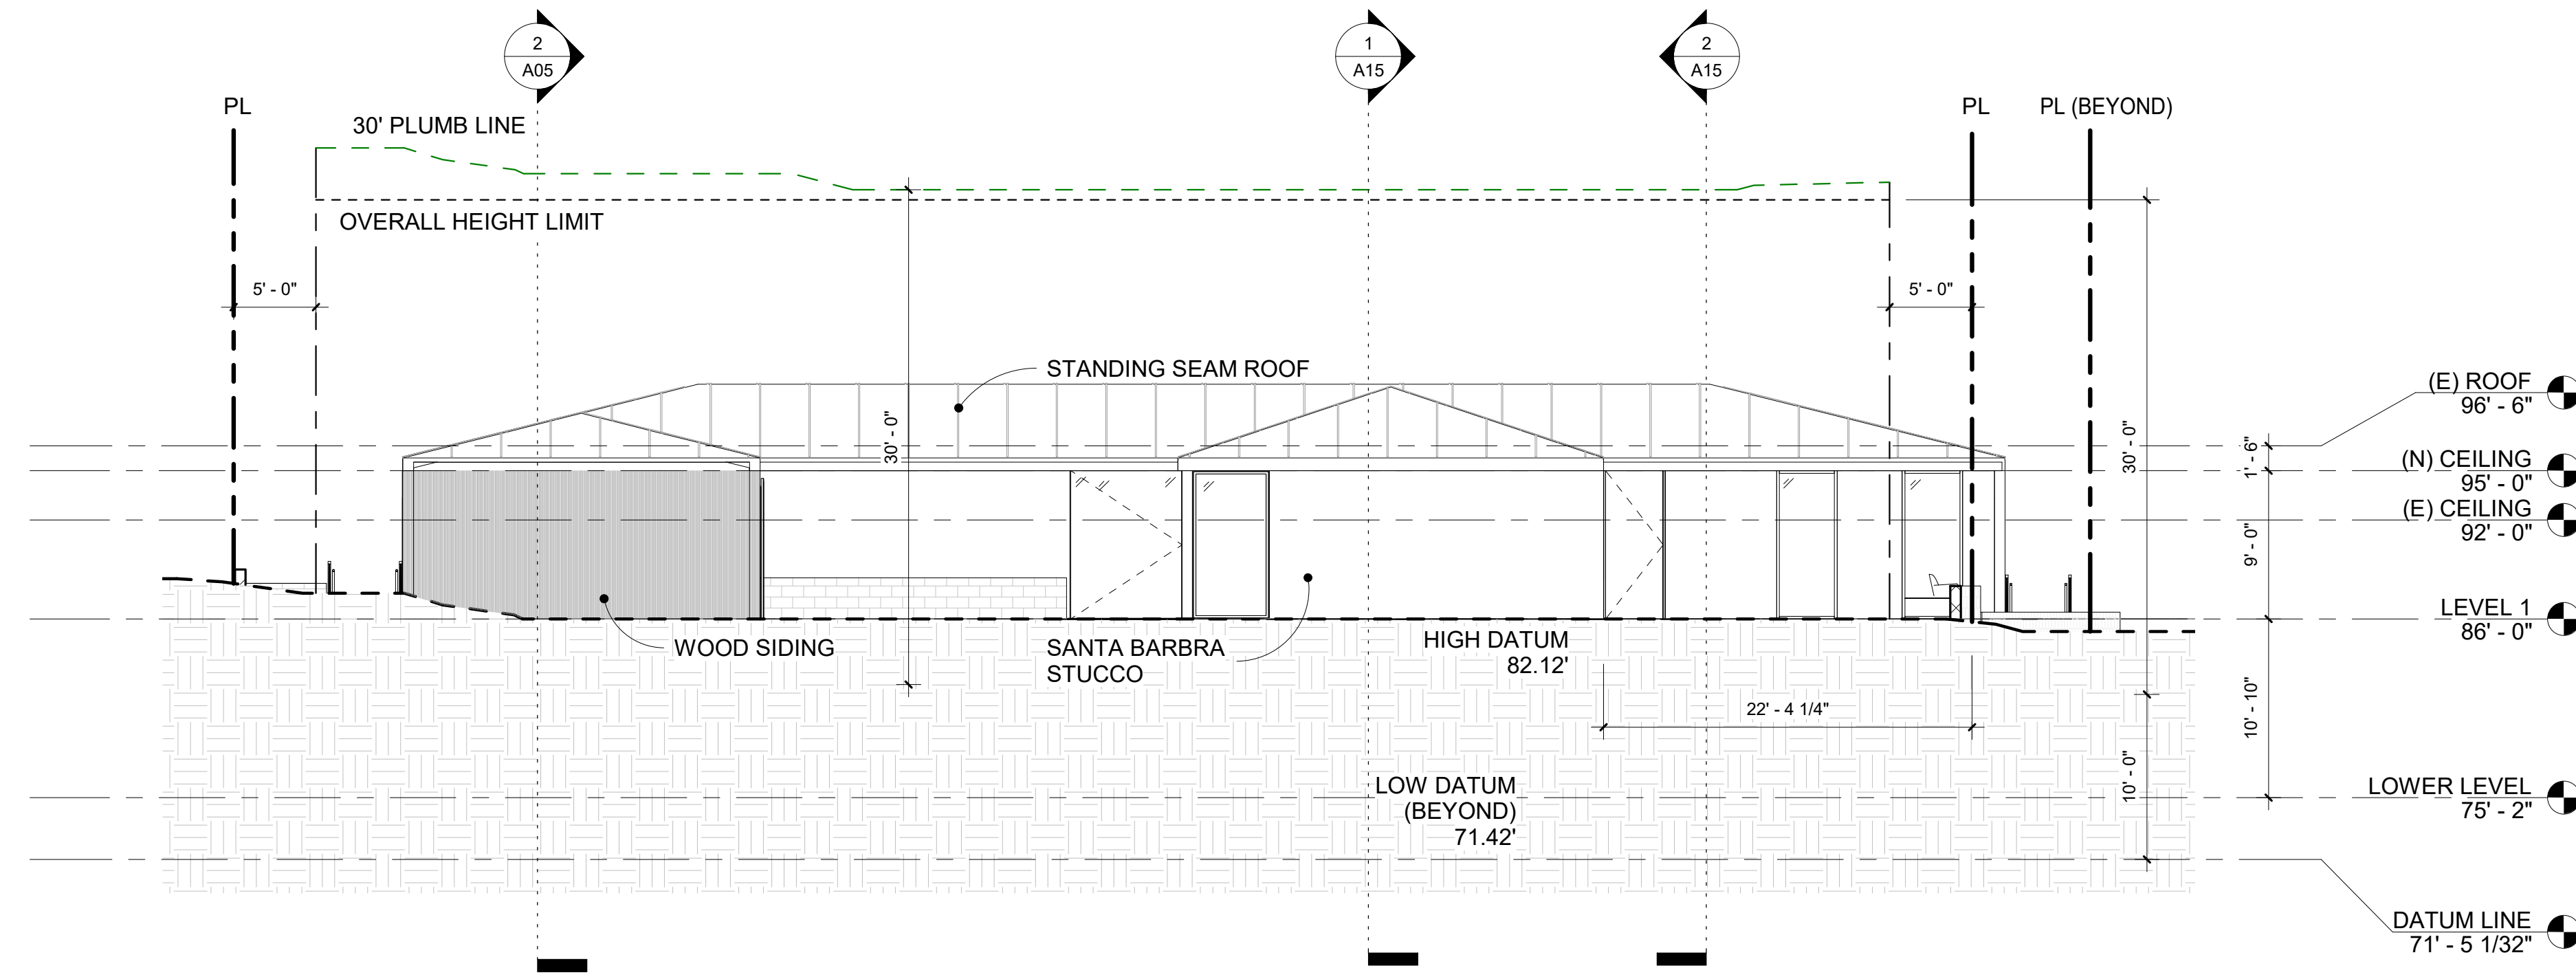 2
A05
1
A15
2
A15
PL
30' PLUMB LINE
PL
PL (BEYOND)
OVERALL HEIGHT LIMIT
5' - 0"
5' - 0"
STANDING SEAM ROOF
30' - 0"
30' - 0"
(E) ROOF
96' - 6"
1' - 6"
(N) CEILING
95' - 0"
(E) CEILING
92' - 0"
9' - 0"
LEVEL 1
86' - 0"
WOOD SIDING
SANTA BARBRA
STUCCO
HIGH DATUM
82.12'
22' - 4 1/4"
10' - 10"
10' - 0"
LOW DATUM
(BEYOND)
71.42'
LOWER LEVEL
75' - 2"
DATUM LINE
71' - 5 1/32"